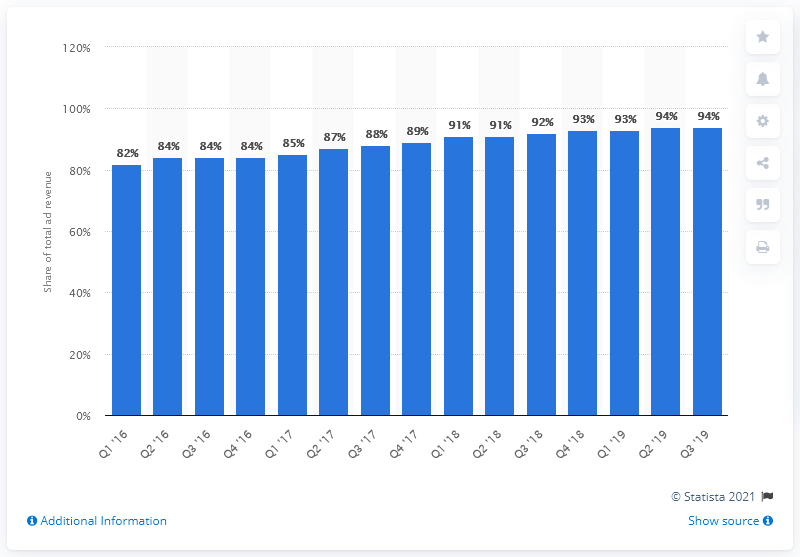 120%
100%
80%
60%
40%
20%
0%
Share of total ad revenue
82%
84%
84%
84%
85%
87%
88%
89%
91%
91%
92%
93%
93%
94%
94%
Q1 '16
Q2 '16
Q3 '16
Q4 '16
Q1 '17
Q2 '17
Q3 '17
Q4 '17
Q1 '18
Q2 '18
Q3 '18
Q4 '18
Q1 '19
Q2 '19
Q3 '19
© Statista 2021
Additional Information
Show source